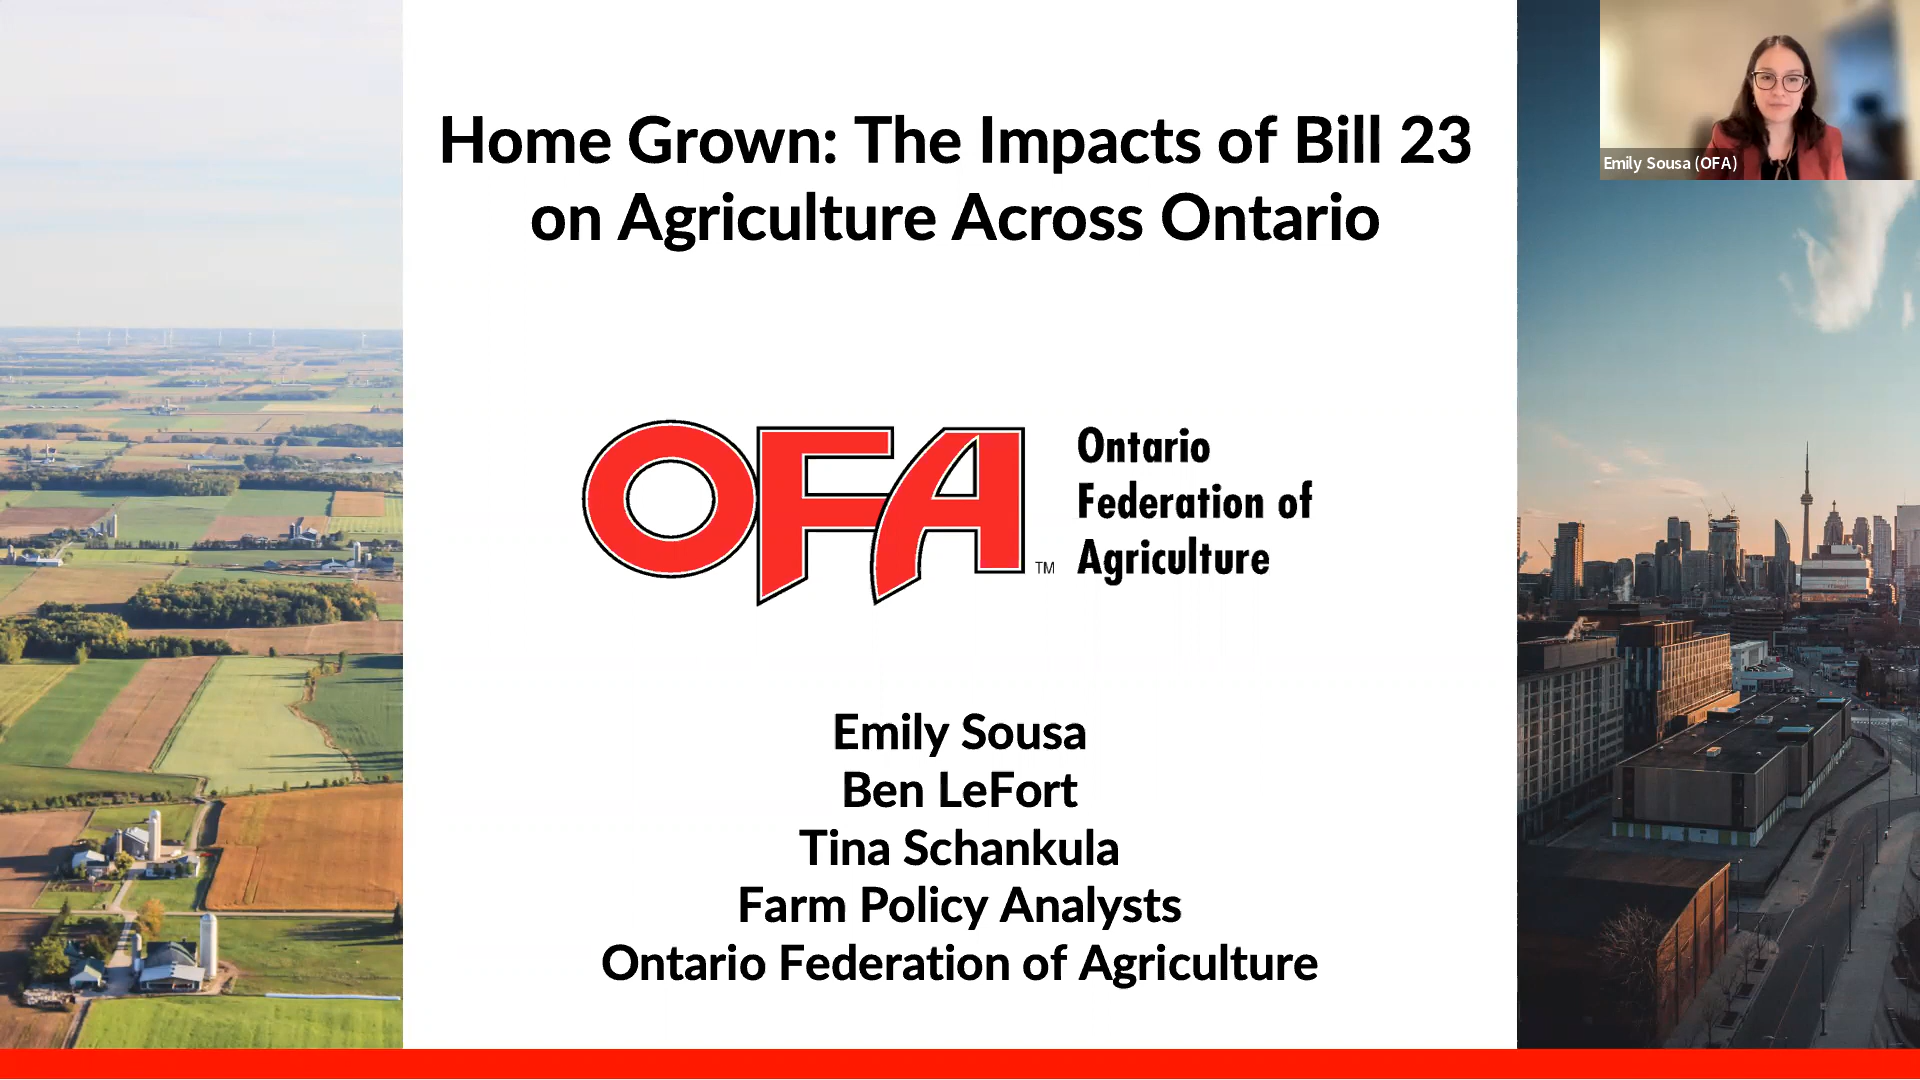 Home Grown: The Impacts of Bill 23
on Agriculture Across Ontario
Emily Sousa (OFA)
OFA
TM
Ontario
Federation of
Agriculture
Emily Sousa
Ben LeFort
Tina Schankula
Farm Policy Analysts
Ontario Federation of Agriculture